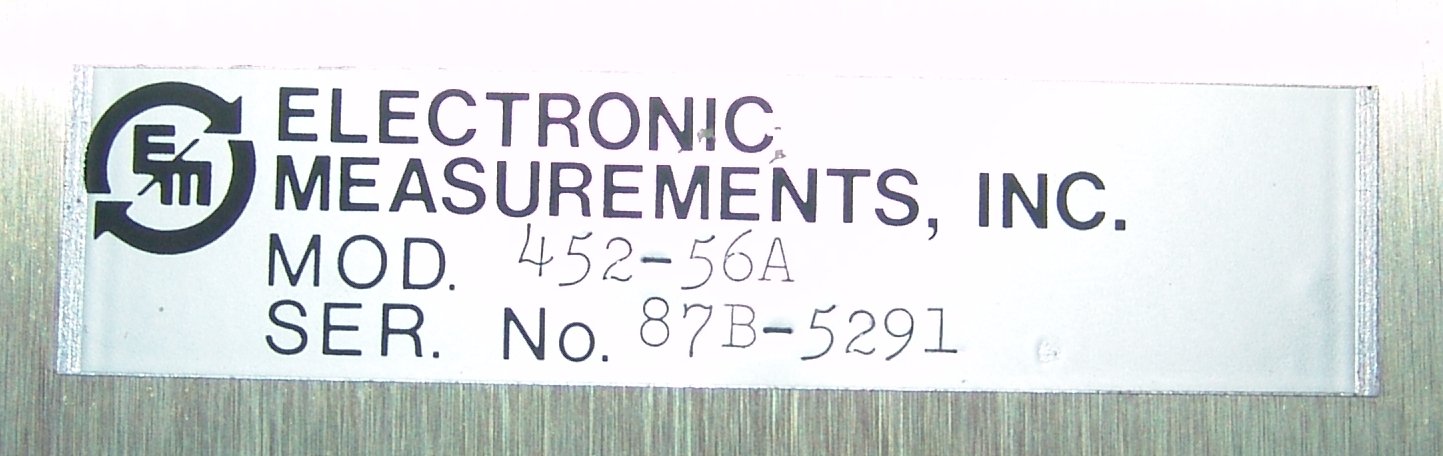 E/M
ELECTRONIC
MEASUREMENTS, INC.
MOD. 452-56A
SER. No. 87B-5291